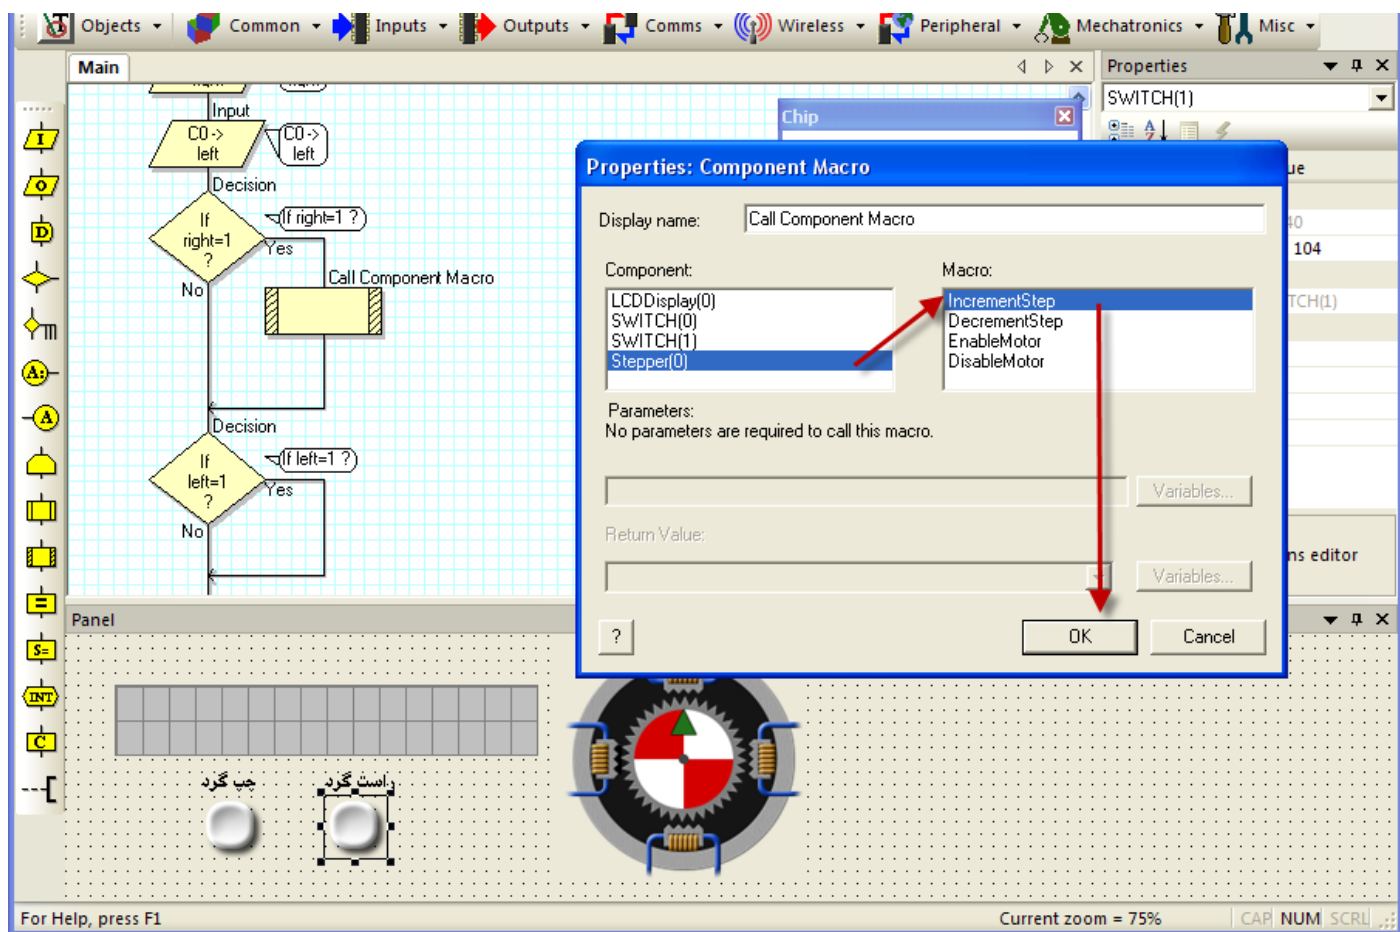 Objects Common Inputs Outputs Comms Wireless Peripheral Mechatronics Misc
Main
Properties
SWITCH(1)
Input
C0 -> left
C0 -> left
Decision
If right=1 ?
If right=1 ?
Yes
No
Call Component Macro
Decision
If left=1 ?
If left=1 ?
Yes
No
Chip
Properties: Component Macro
Display name: Call Component Macro
Component:
LCDDisplay(0)
SWITCH(0)
SWITCH(1)
Stepper(0)
Macro:
IncrementStep
DecrementStep
EnableMotor
DisableMotor
Parameters:
No parameters are required to call this macro.
Variables...
Return Value:
Variables...
?
OK
Cancel
104
ns editor
I
O
D
A:
A
=
S=
INT
C
Panel
چپ گرد
راست گرد
For Help, press F1
Current zoom = 75%
CAP NUM SCRL